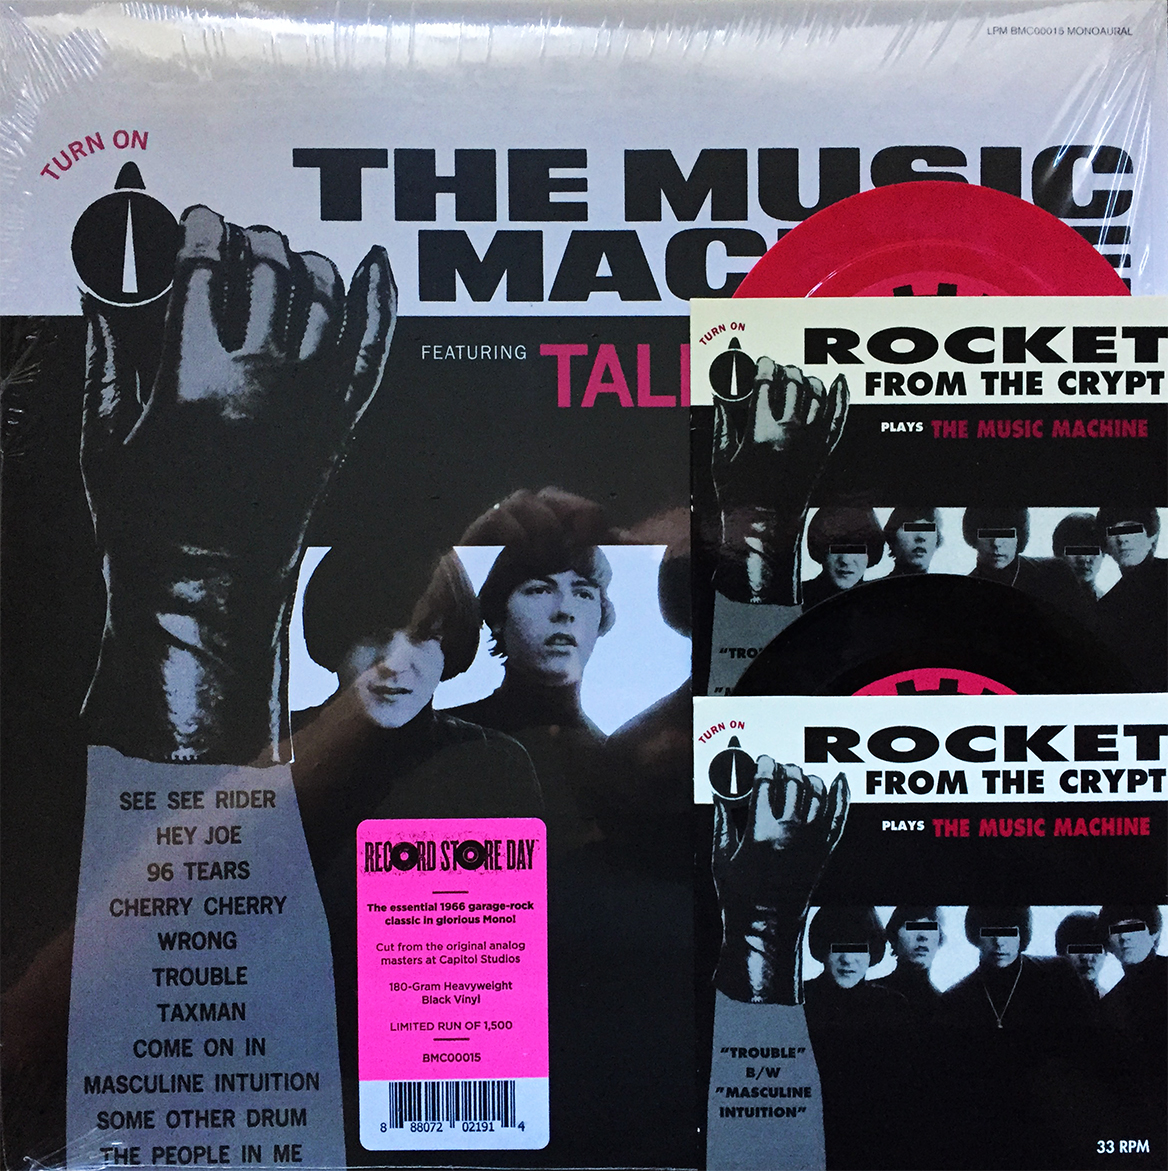 LPM BMC00015 MONOAURAL
TURN ON
THE MUSIC
MAC E
FEATURING TAL
SEE SEE RIDER
HEY JOE
96 TEARS
CHERRY CHERRY
WRONG
TROUBLE
TAXMAN
COME ON IN
MASCULINE INTUITION
SOME OTHER DRUM
THE PEOPLE IN ME
RECORD STORE DAY
The essential 1966 garage-rock
classic in glorious Mono!
Cut from the original analog
masters at Capitol Studios
180-Gram Heavyweight
Black Vinyl
LIMITED RUN OF 1,500
BMC00015
8 88072 02191 4
TURN ON
ROCKET
FROM THE CRYPT
PLAYS THE MUSIC MACHINE
"TRO
TURN ON
ROCKET
FROM THE CRYPT
PLAYS THE MUSIC MACHINE
"TROUBLE"
B/W
"MASCULINE
INTUITION"
33 RPM